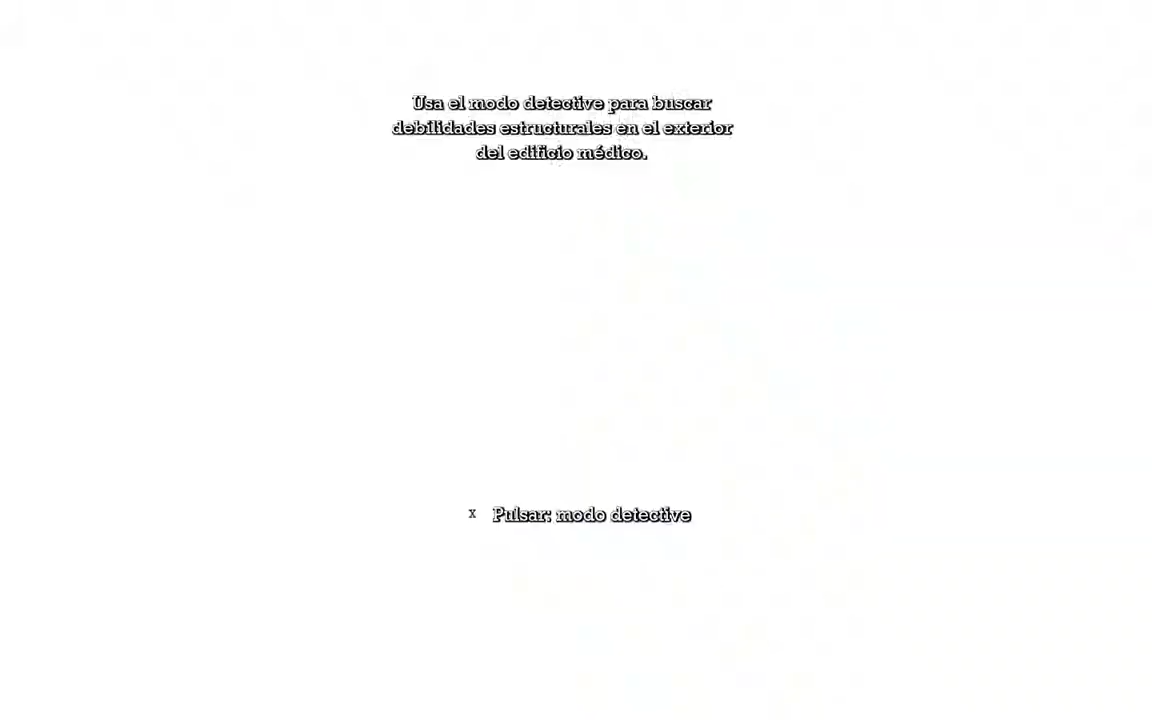 Usa el modo detective para buscar
debilidades estructurales en el exterior
del edificio médico.
x Pulsar: modo detective